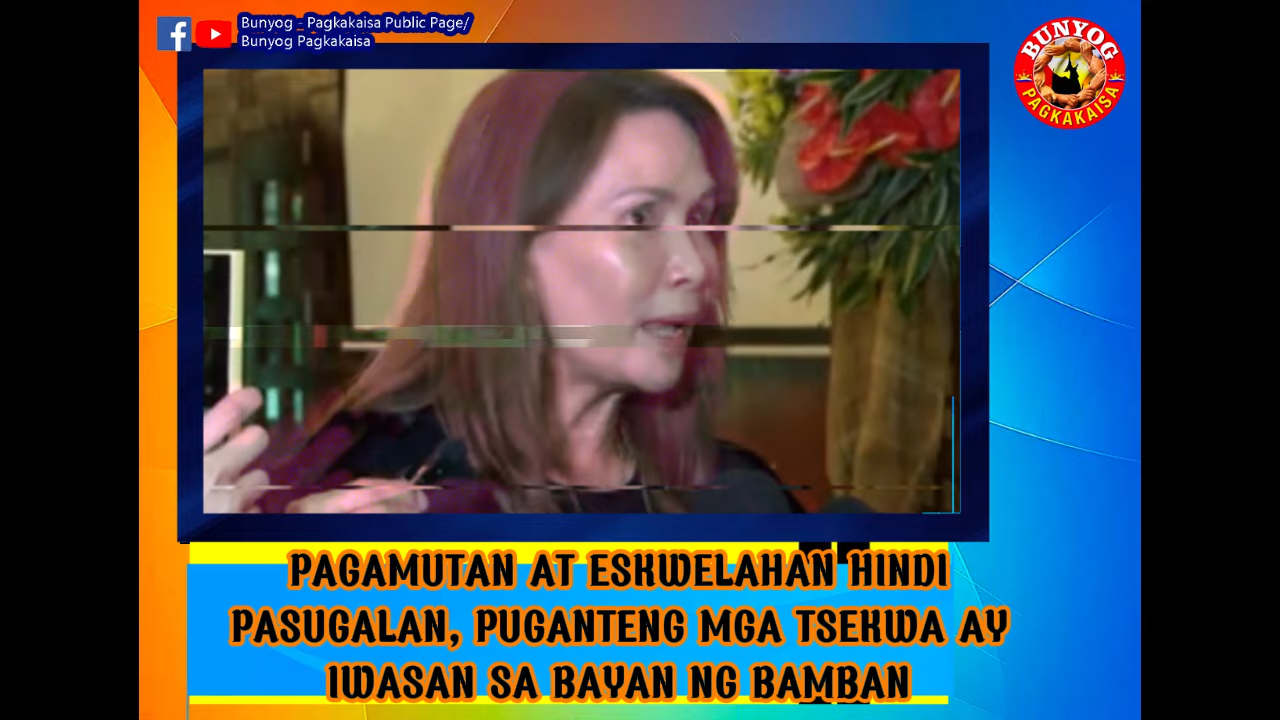 Bunyog - Pagkakaisa Public Page/
Bunyog Pagkakaisa
BUNYOG
PAGKAKAISA
PAGAMUTAN AT ESKWELAHAN HINDI
PASUGALAN, PUGANTENG MGA TSEKWA AY
IWASAN SA BAYAN NG BAMBAN